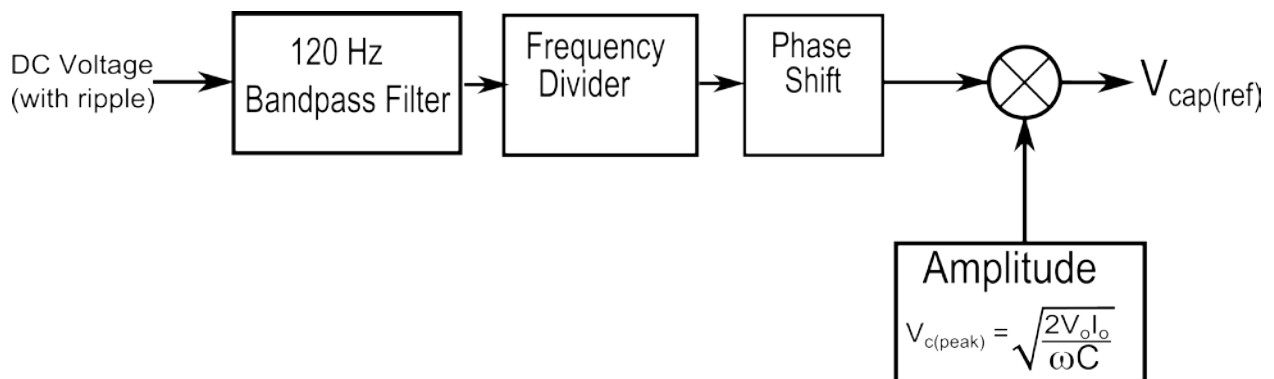 DC Voltage
(with ripple)
120 Hz
Bandpass Filter
Frequency
Divider
Phase
Shift
V_cap(ref)
Amplitude
V_c(peak) = √(2V_oI_o / ωC)